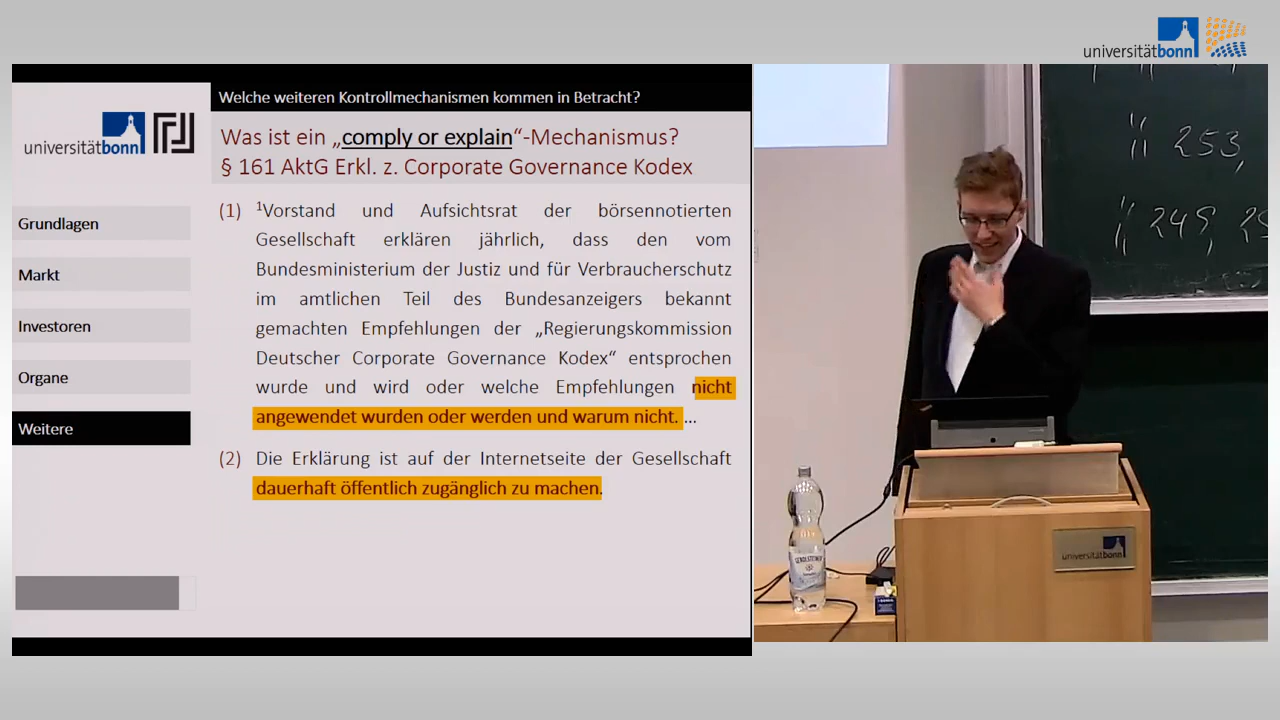 universitätbonn
Welche weiteren Kontrollmechanismen kommen in Betracht?
universitätbonn
Was ist ein „comply or explain“-Mechanismus?
§ 161 AktG Erkl. z. Corporate Governance Kodex
Grundlagen
Markt
Investoren
Organe
Weitere
(1) ¹Vorstand und Aufsichtsrat der börsennotierten
Gesellschaft erklären jährlich, dass den vom
Bundesministerium der Justiz und für Verbraucherschutz
im amtlichen Teil des Bundesanzeigers bekannt
gemachten Empfehlungen der „Regierungskommission
Deutscher Corporate Governance Kodex“ entsprochen
wurde und wird oder welche Empfehlungen nicht
angewendet wurden oder werden und warum nicht. ...
(2) Die Erklärung ist auf der Internetseite der Gesellschaft
dauerhaft öffentlich zugänglich zu machen.
253,
249,
universitätbonn